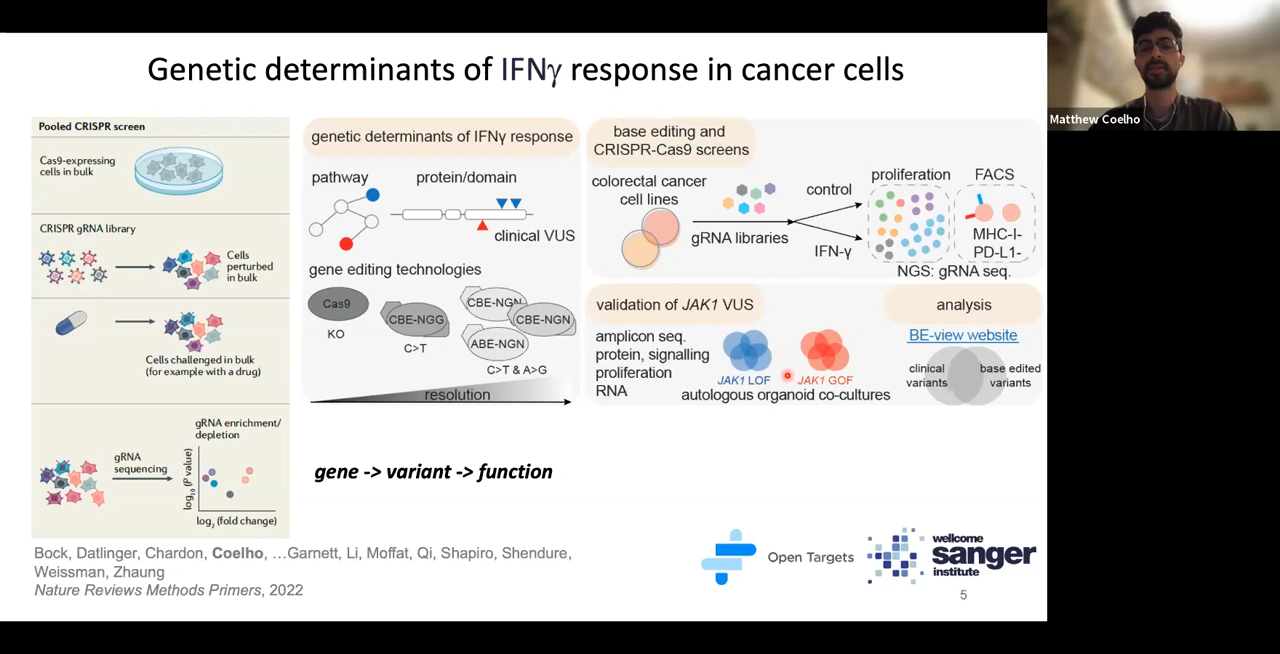 Genetic determinants of IFNγ response in cancer cells
Matthew Coelho
Pooled CRISPR screen
Cas9-expressing
cells in bulk
CRISPR gRNA library
Cells
perturbed
in bulk
Cells challenged in bulk
(for example with a drug)
gRNA
sequencing
gRNA enrichment/
depletion
log10 (P value)
log2 (fold change)
genetic determinants of IFNγ response
pathway
protein/domain
clinical VUS
gene editing technologies
Cas9
KO
CBE-NGG
C>T
CBE-NGN
CBE-NGN
ABE-NGN
C>T & A>G
resolution
base editing and
CRISPR-Cas9 screens
colorectal cancer
cell lines
gRNA libraries
control
IFN-γ
proliferation
FACS
MHC-I-
PD-L1-
NGS: gRNA seq.
validation of JAK1 VUS
amplicon seq.
protein, signalling
proliferation
RNA
JAK1 LOF
JAK1 GOF
autologous organoid co-cultures
analysis
BE-view website
clinical
variants
base edited
variants
gene -> variant -> function
Bock, Datlinger, Chardon, Coelho, …Garnett, Li, Moffat, Qi, Shapiro, Shendure,
Weissman, Zhaung
Nature Reviews Methods Primers, 2022
Open Targets
wellcome
sanger
institute
5